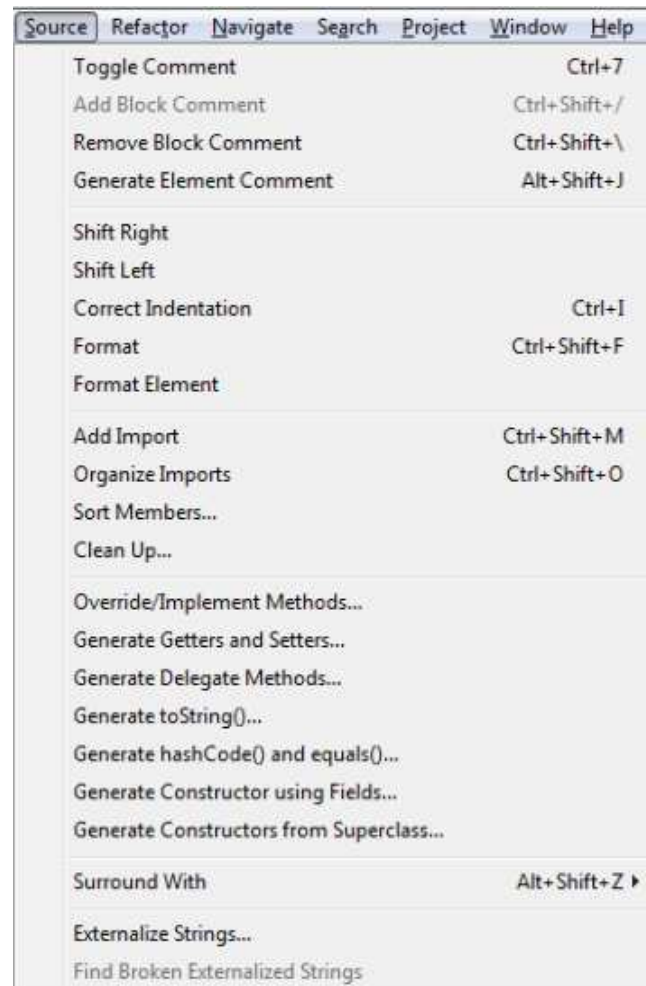 Source Refactor Navigate Search Project Window Help
Toggle Comment Ctrl+7
Add Block Comment Ctrl+Shift+/
Remove Block Comment Ctrl+Shift+\
Generate Element Comment Alt+Shift+J
Shift Right
Shift Left
Correct Indentation Ctrl+I
Format Ctrl+Shift+F
Format Element
Add Import Ctrl+Shift+M
Organize Imports Ctrl+Shift+O
Sort Members...
Clean Up...
Override/Implement Methods...
Generate Getters and Setters...
Generate Delegate Methods...
Generate toString()...
Generate hashCode() and equals()...
Generate Constructor using Fields...
Generate Constructors from Superclass...
Surround With Alt+Shift+Z
Externalize Strings...
Find Broken Externalized Strings